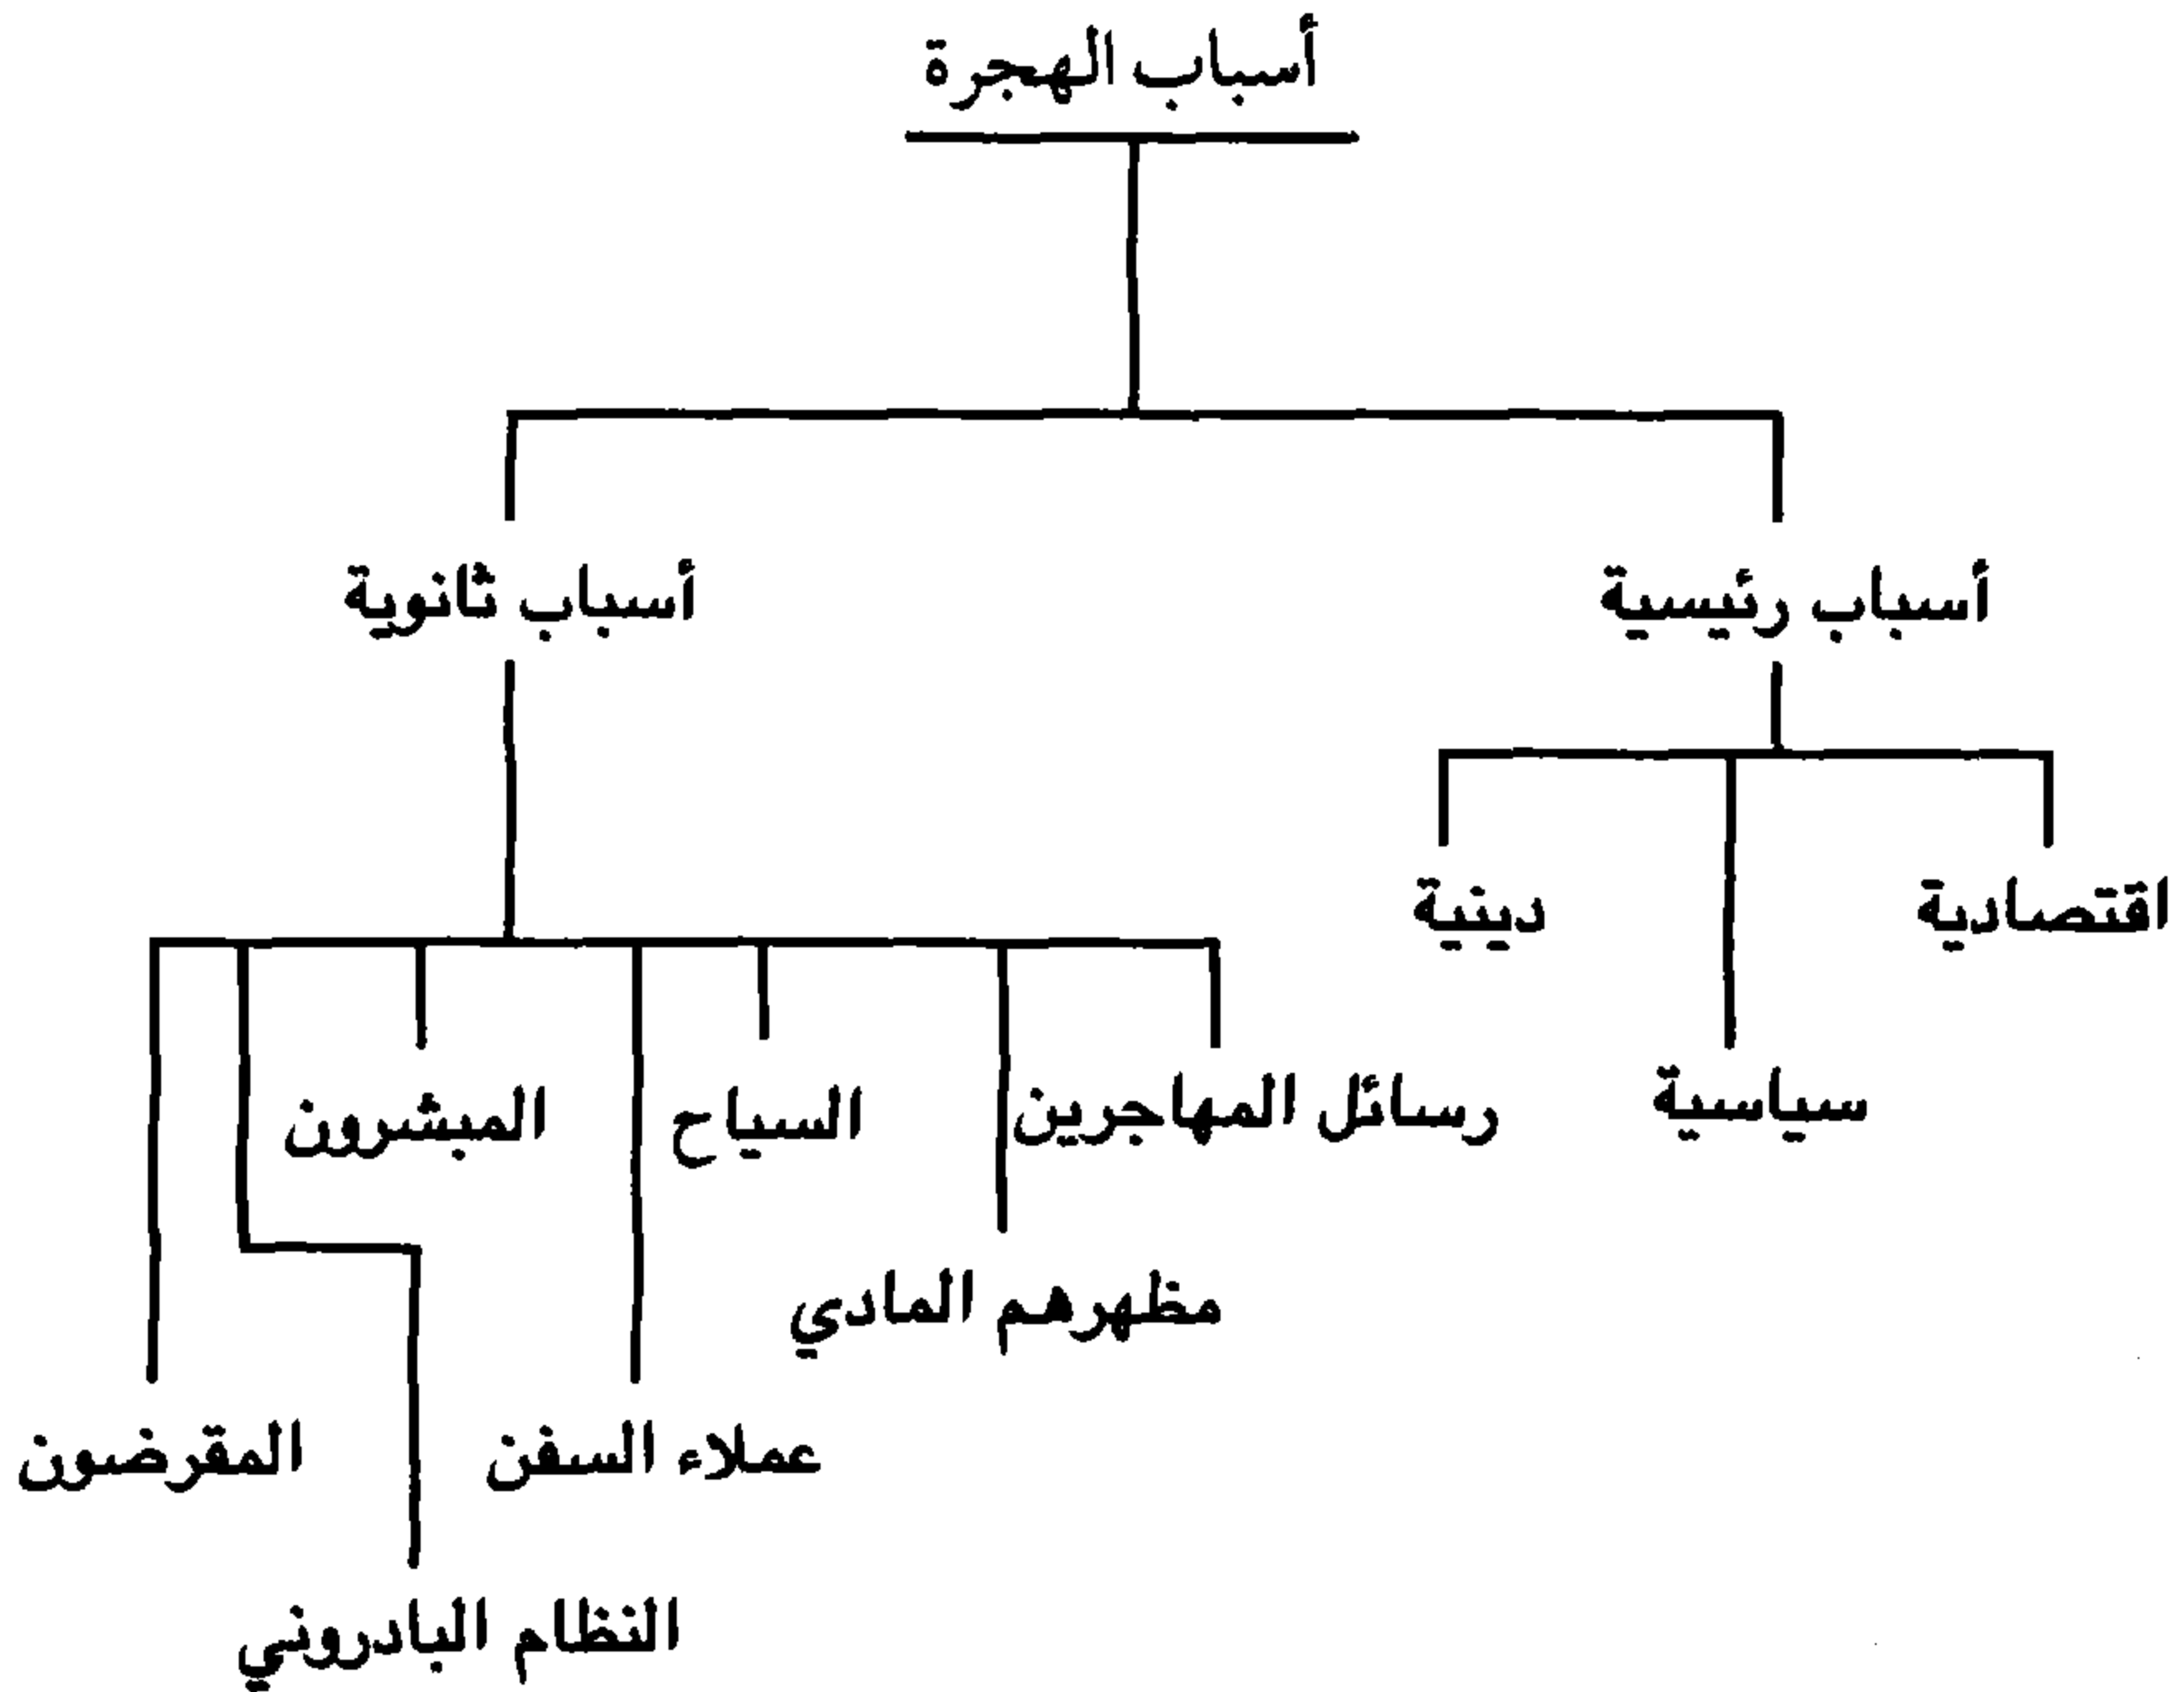 أسباب الهجرة
أسباب رئيسية
أسباب ثانوية
اقتصادية
دينية
سياسية
رسائل المهاجرين
السياح
المبشرون
مظهرهم المادي
عملاء السفن
المقرضون
النظام البادروني